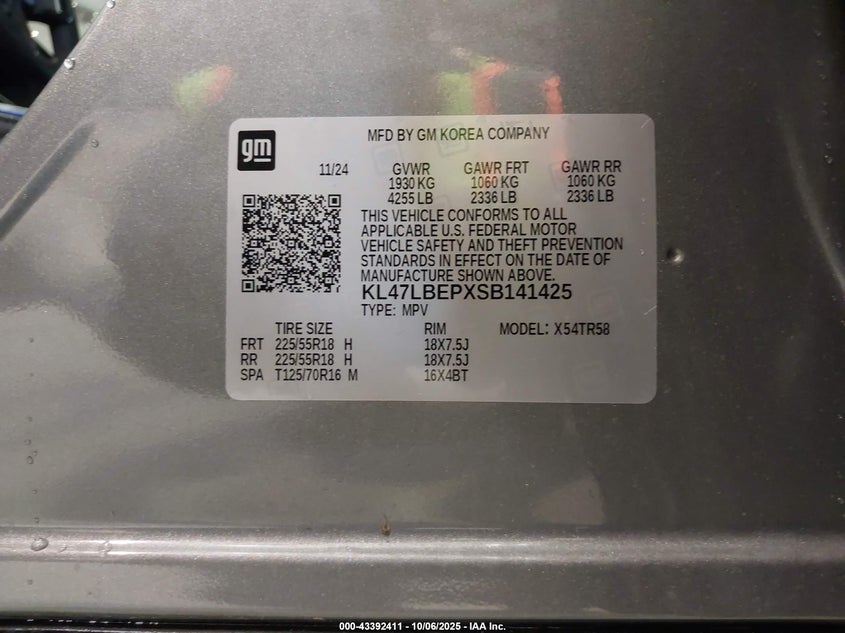 gm
MFD BY GM KOREA COMPANY
11/24 GVWR GAWR FRT GAWR RR
1930 KG 1060 KG 1060 KG
4255 LB 2336 LB 2336 LB
THIS VEHICLE CONFORMS TO ALL
APPLICABLE U.S. FEDERAL MOTOR
VEHICLE SAFETY AND THEFT PREVENTION
STANDARDS IN EFFECT ON THE DATE OF
MANUFACTURE SHOWN ABOVE.
KL47LBEPXSB141425
TYPE: MPV
TIRE SIZE RIM MODEL: X54TR58
FRT 225/55R18 H 18X7.5J
RR 225/55R18 H 18X7.5J
SPA T125/70R16 M 16X4BT
000-43392411 - 10/06/2025 - IAA Inc.